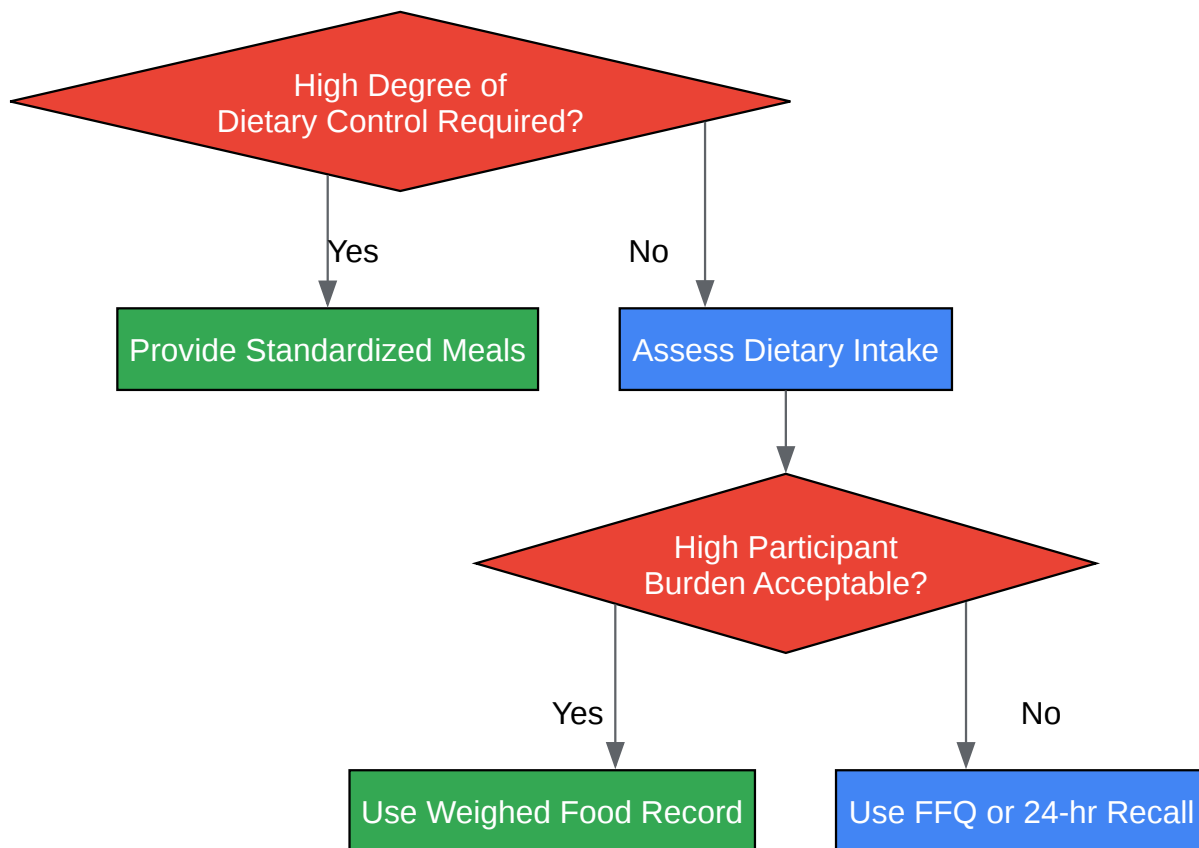 High Degree of
Dietary Control Required?
Yes
No
Provide Standardized Meals
Assess Dietary Intake
High Participant
Burden Acceptable?
Yes
No
Use Weighed Food Record
Use FFQ or 24-hr Recall